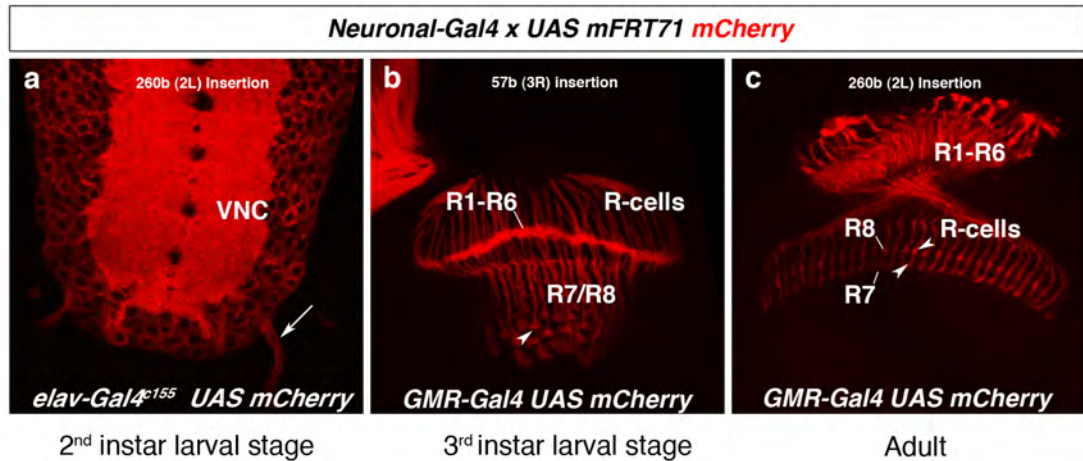 Neuronal-Gal4 x UAS mFRT71 mCherry
a
260b (2L) Insertion
VNC
elav-Gal4ᶜ¹⁵⁵ UAS mCherry
2ⁿᵈ instar larval stage
b
57b (3R) insertion
R1-R6
R-cells
R7/R8
GMR-Gal4 UAS mCherry
3ʳᵈ instar larval stage
c
260b (2L) Insertion
R1-R6
R8
R-cells
R7
GMR-Gal4 UAS mCherry
Adult